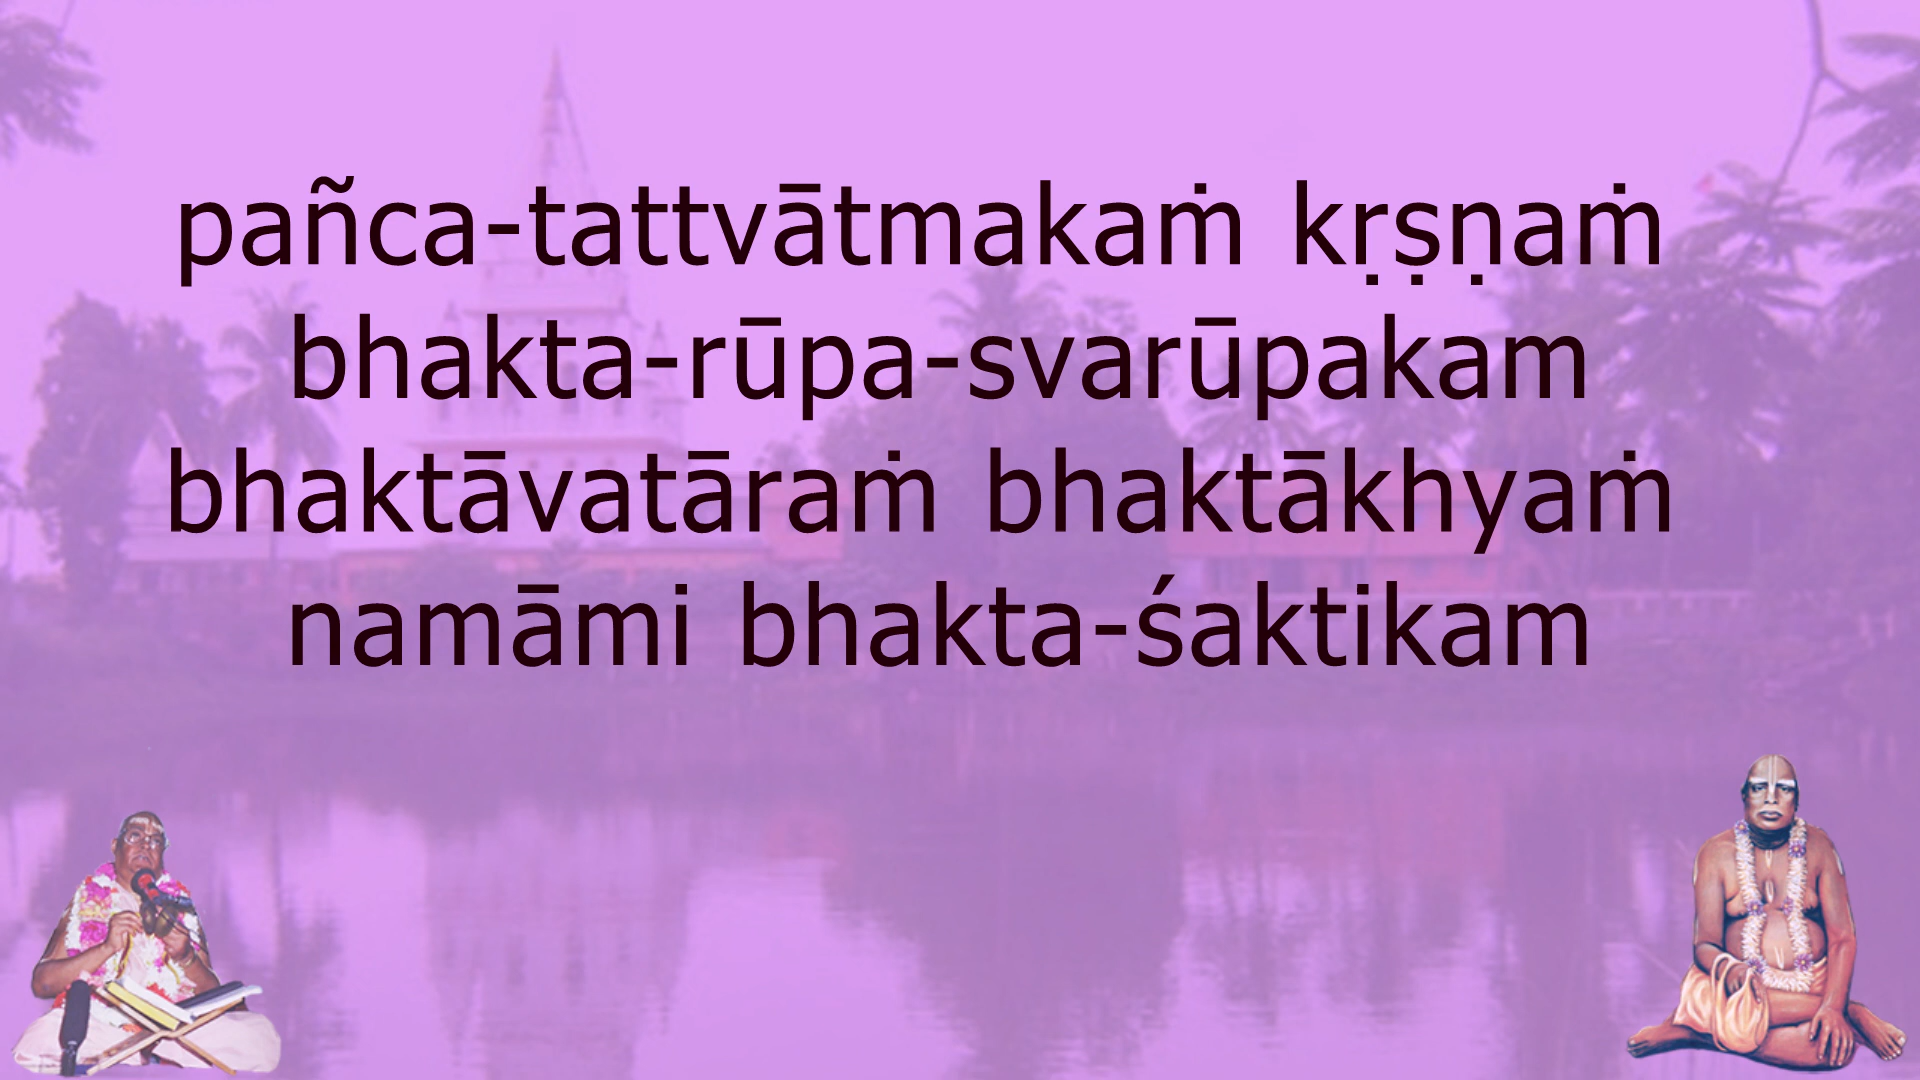 pañca-tattvātmakaṁ kṛṣṇaṁ
bhakta-rūpa-svarūpakam
bhaktāvatāraṁ bhaktākhyaṁ
namāmi bhakta-śaktikam